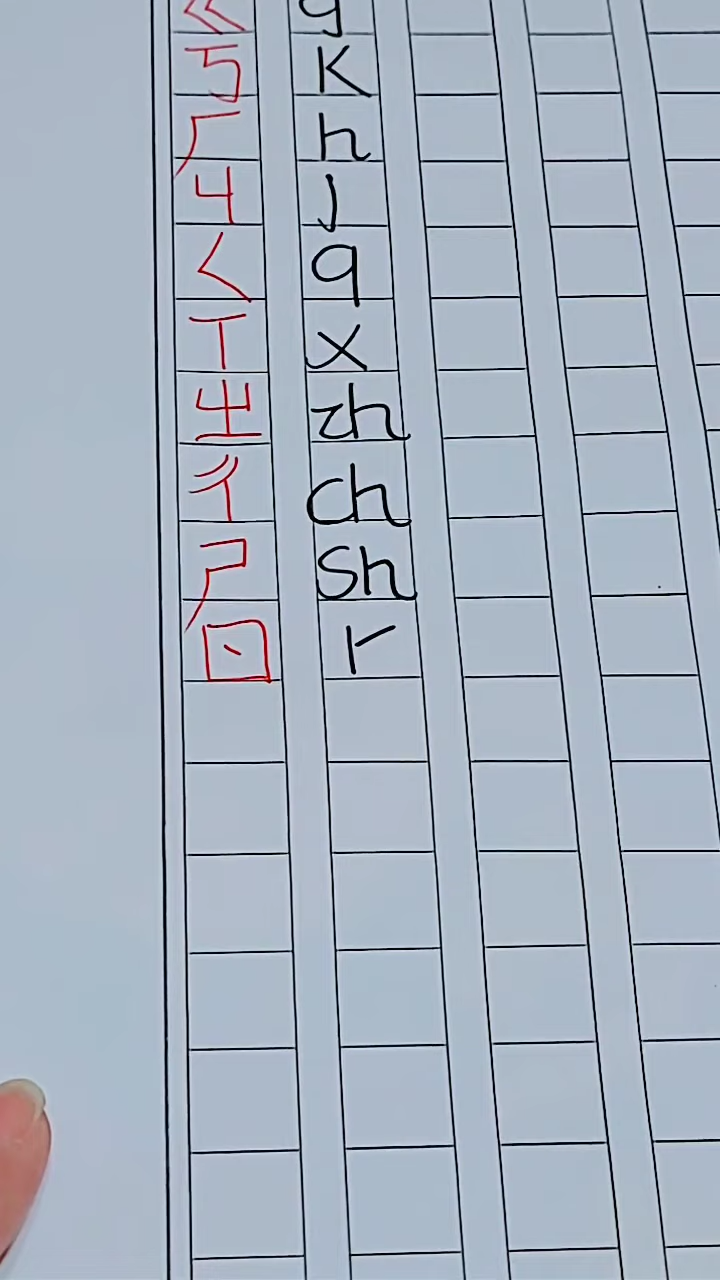 ㄍ g
ㄎ k
ㄏ h
ㄐ j
ㄑ q
ㄒ x
ㄓ zh
ㄔ ch
ㄕ sh
ㄖ r